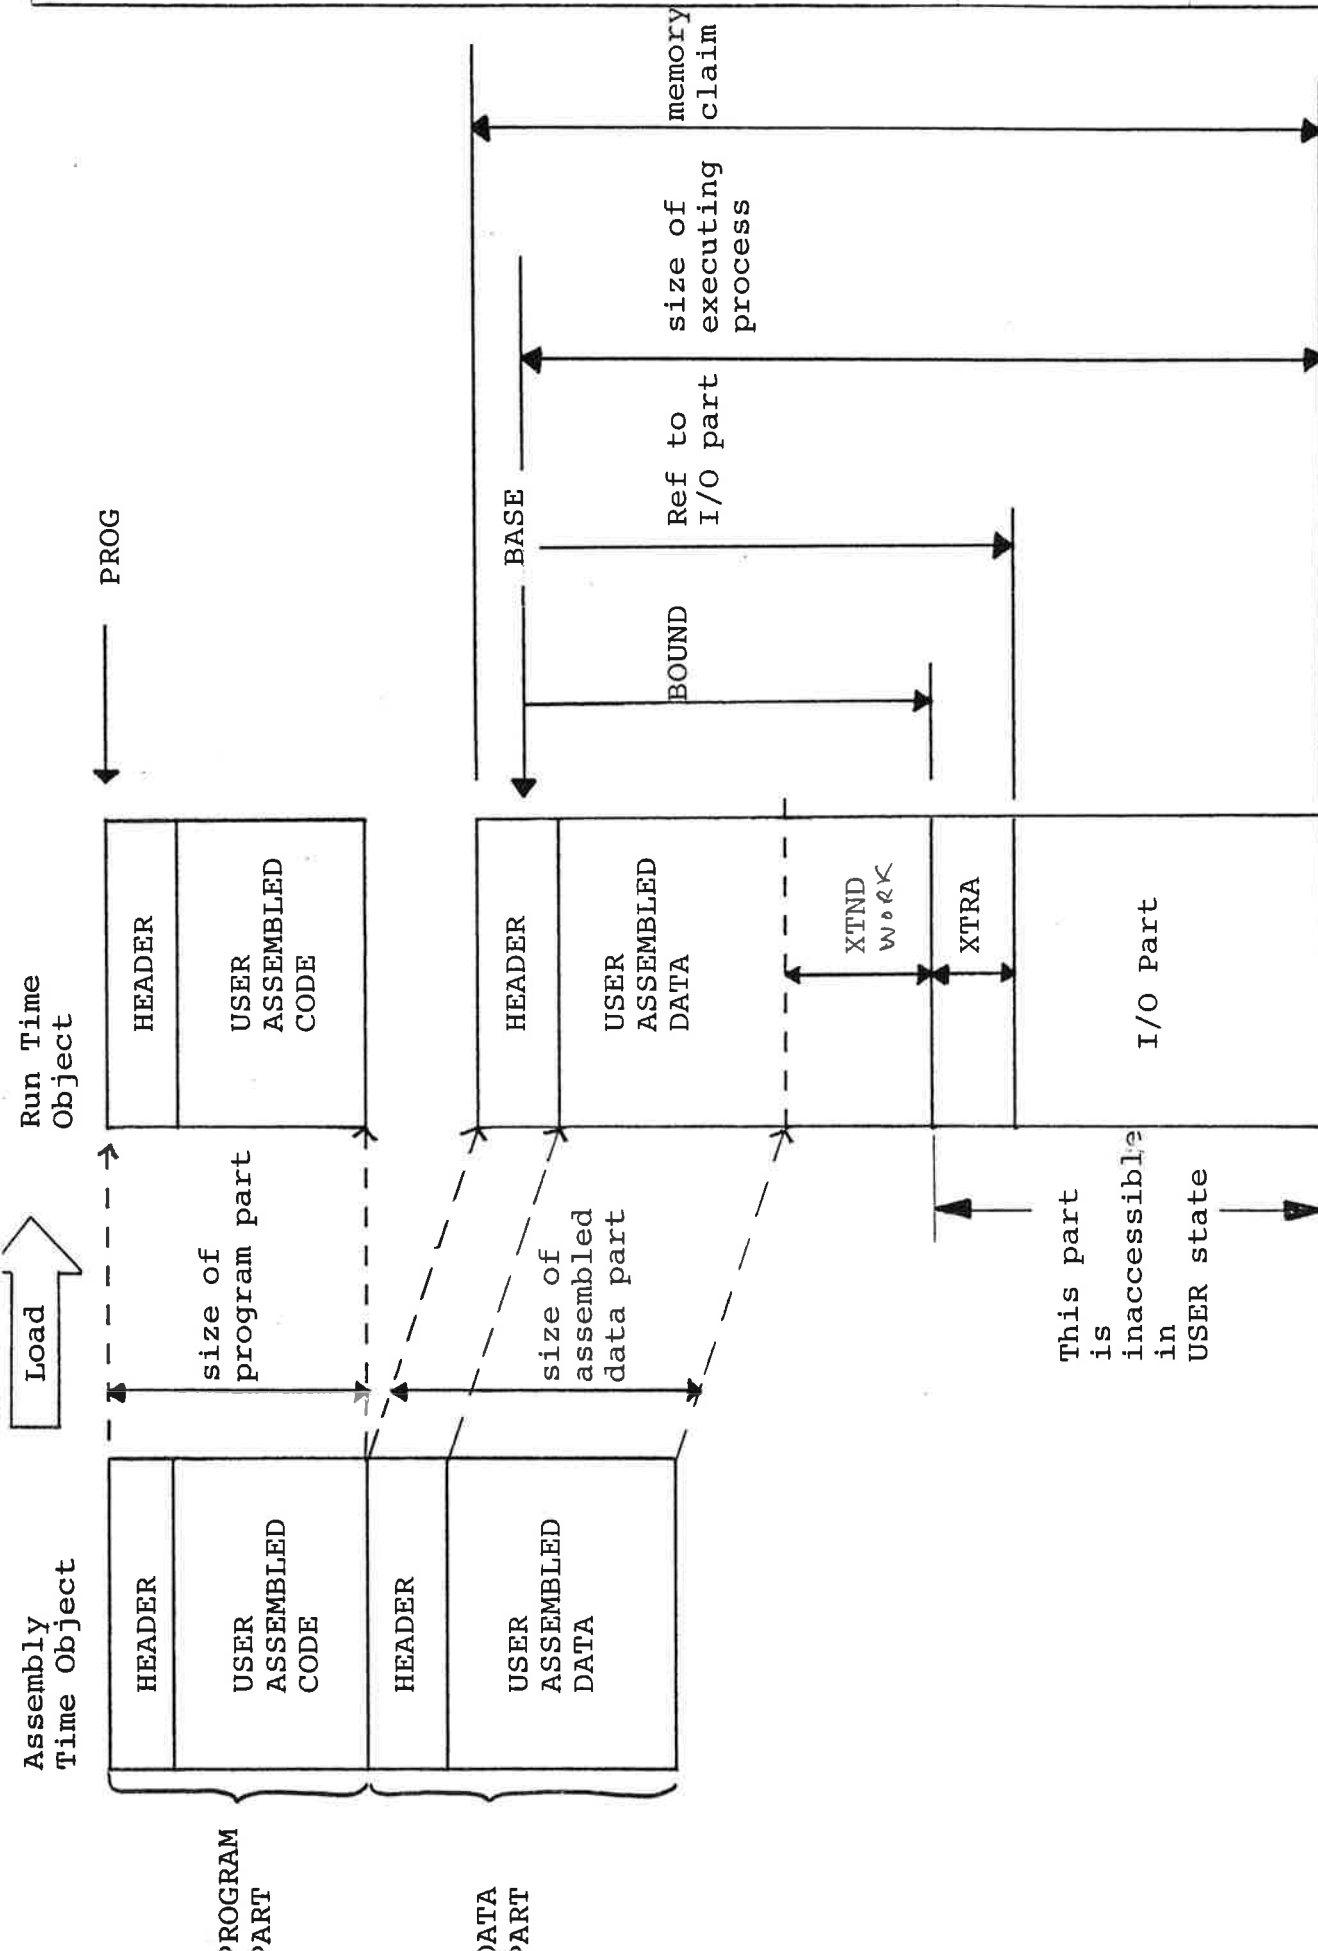 Assembly
Time Object
Load
Run Time
Object
PROGRAM
PART
HEADER
USER
ASSEMBLED
CODE
size of
program part
HEADER
USER
ASSEMBLED
CODE
PROG
DATA
PART
HEADER
USER
ASSEMBLED
DATA
size of
assembled
data part
HEADER
USER
ASSEMBLED
DATA
XTND
WORK
XTRA
I/O Part
This part
is
inaccessible
in
USER state
BASE
BOUND
Ref to
I/O part
size of
executing
process
memory
claim